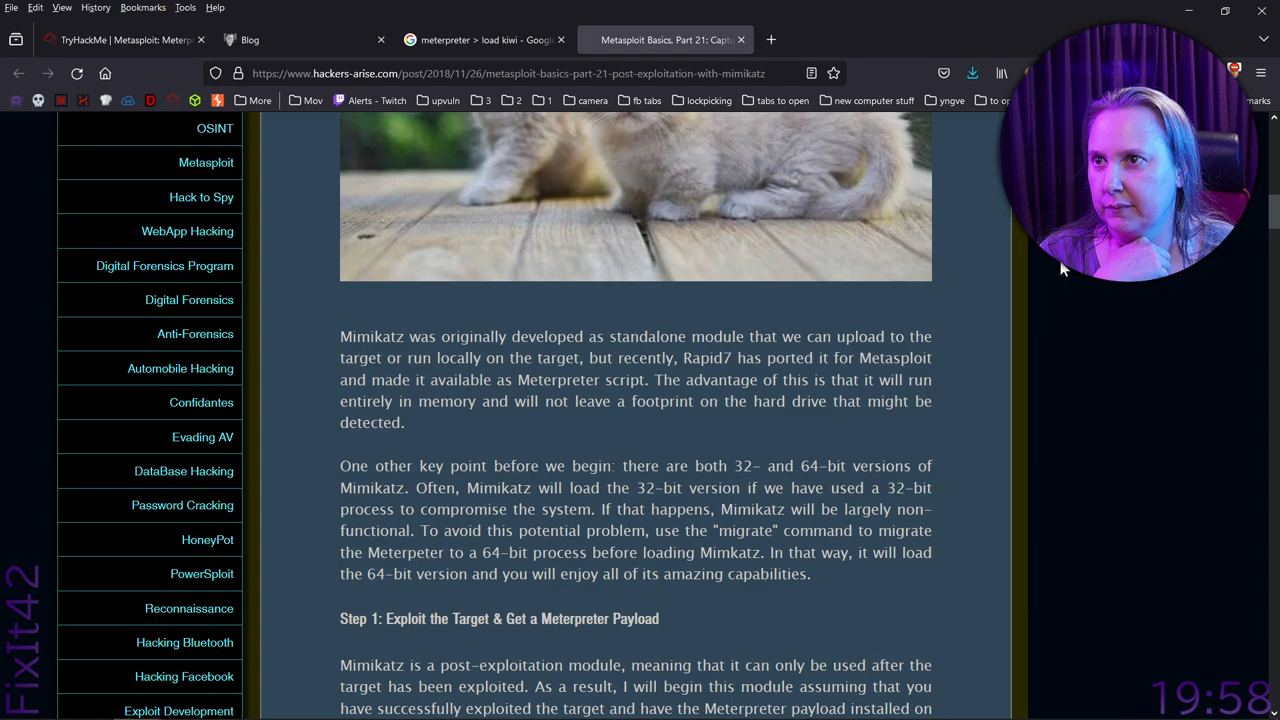 File Edit View History Bookmarks Tools Help
TryHackMe | Metasploit: Meterp
Blog
meterpreter > load kiwi - Google
Metasploit Basics, Part 21: Captu
https://www.hackers-arise.com/post/2018/11/26/metasploit-basics-part-21-post-exploitation-with-mimikatz
More Mov Alerts - Twitch upvuln 3 2 1 camera fb tabs lockpicking tabs to open new computer stuff yngve to op
OSINT
Metasploit
Hack to Spy
WebApp Hacking
Digital Forensics Program
Digital Forensics
Anti-Forensics
Automobile Hacking
Confidantes
Evading AV
DataBase Hacking
Password Cracking
HoneyPot
PowerSploit
Reconnaissance
Hacking Bluetooth
Hacking Facebook
Exploit Development
Mimikatz was originally developed as standalone module that we can upload to the
target or run locally on the target, but recently, Rapid7 has ported it for Metasploit
and made it available as Meterpreter script. The advantage of this is that it will run
entirely in memory and will not leave a footprint on the hard drive that might be
detected.
One other key point before we begin: there are both 32- and 64-bit versions of
Mimikatz. Often, Mimikatz will load the 32-bit version if we have used a 32-bit
process to compromise the system. If that happens, Mimikatz will be largely non-
functional. To avoid this potential problem, use the "migrate" command to migrate
the Meterpeter to a 64-bit process before loading Mimkatz. In that way, it will load
the 64-bit version and you will enjoy all of its amazing capabilities.
Step 1: Exploit the Target & Get a Meterpreter Payload
Mimikatz is a post-exploitation module, meaning that it can only be used after the
target has been exploited. As a result, I will begin this module assuming that you
have successfully exploited the target and have the Meterpreter payload installed on
FixIt42
19:58